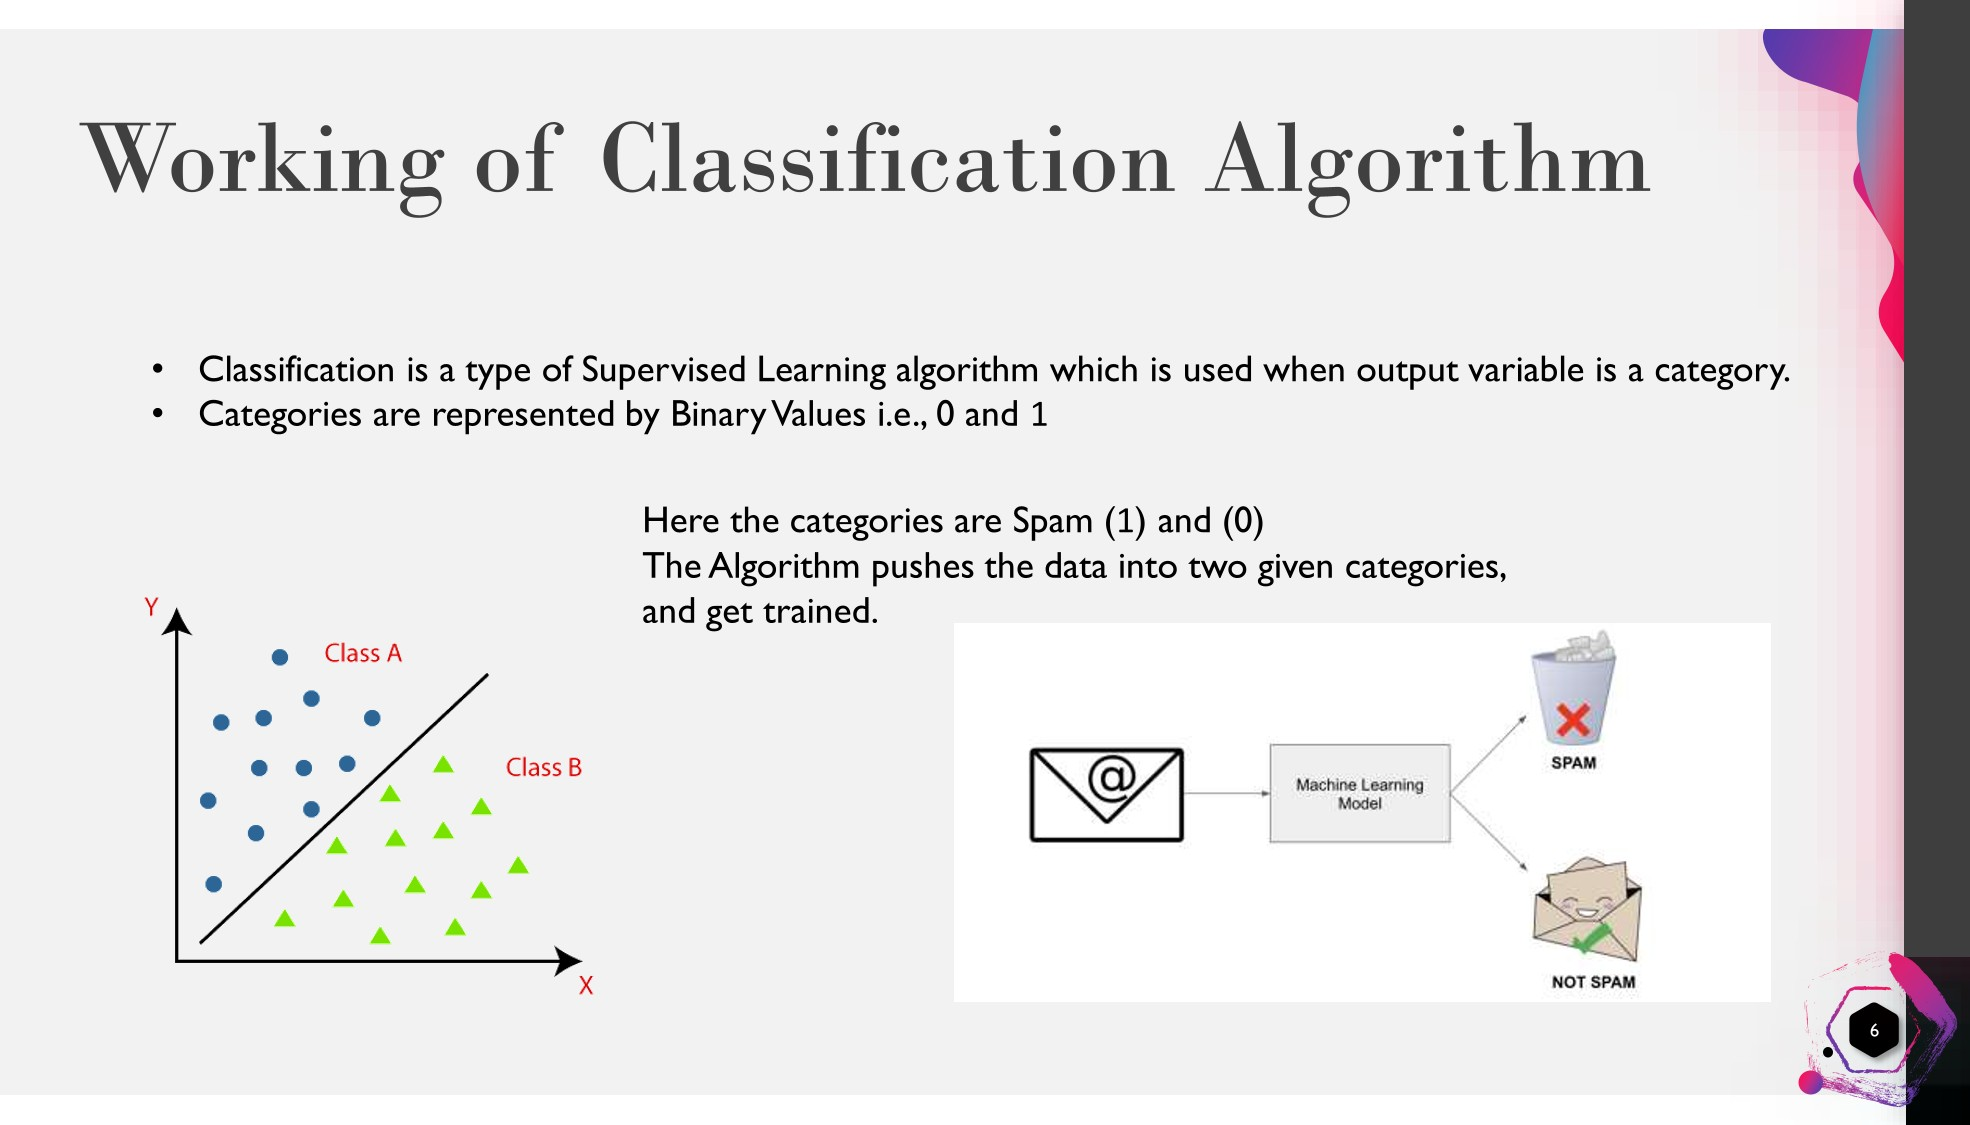 Working of Classification Algorithm
• Classification is a type of Supervised Learning algorithm which is used when output variable is a category.
• Categories are represented by Binary Values i.e., 0 and 1
Here the categories are Spam (1) and (0)
The Algorithm pushes the data into two given categories,
and get trained.
Y
Class A
Class B
X
@
Machine Learning
Model
SPAM
NOT SPAM
6